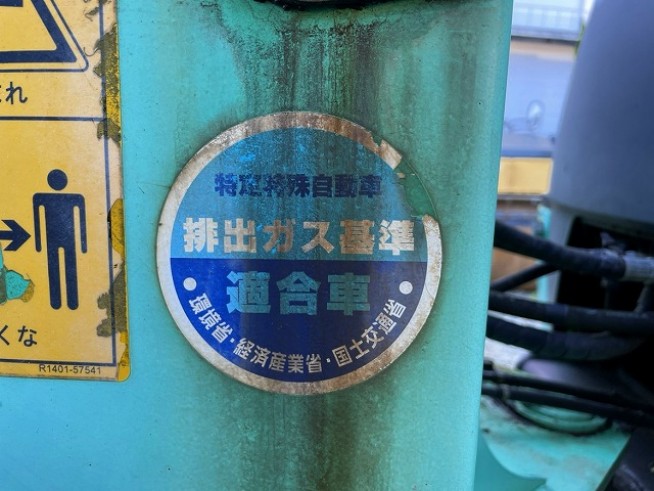 特定特殊自動車
排出ガス基準
適合車
・環境省・経済産業省・国土交通省・
れ
くな
R1401-57541